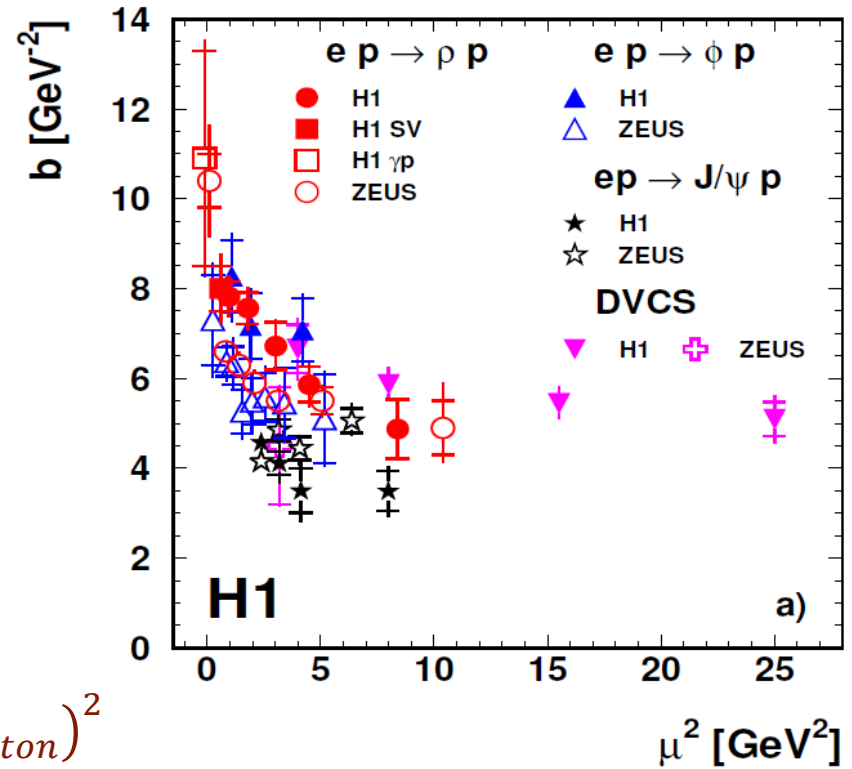 b [GeV⁻²]
14
12
10
8
6
4
2
0
e p → ρ p
H1
H1 SV
H1 γp
ZEUS
e p → ϕ p
H1
ZEUS
ep → J/ψ p
H1
ZEUS
DVCS
H1 ZEUS
H1
a)
0 5 10 15 20 25
μ² [GeV²]
ton)²